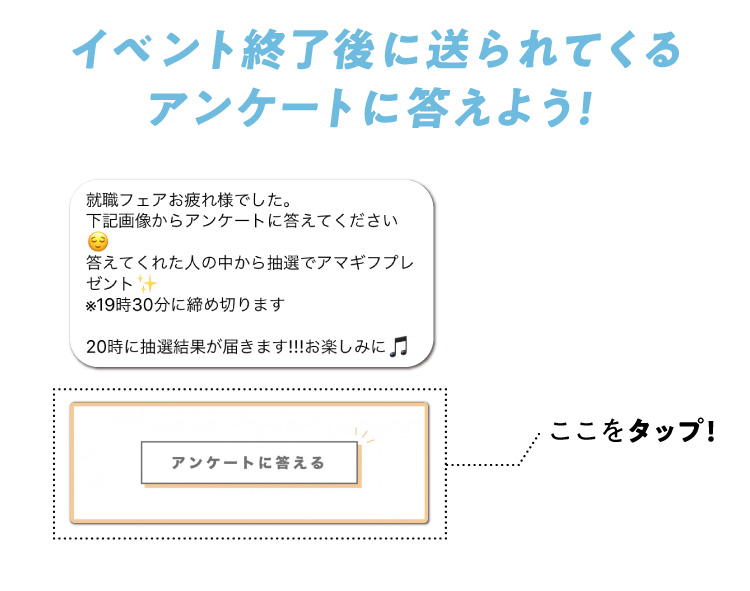 イベント終了後に送られてくる
アンケートに答えよう!
就職フェアお疲れ様でした。
下記画像からアンケートに答えてください
😌
答えてくれた人の中から抽選でアマギフプレ
ゼント✨
※19時30分に締め切ります
20時に抽選結果が届きます!!!お楽しみに🎵
アンケートに答える
ここをタップ!